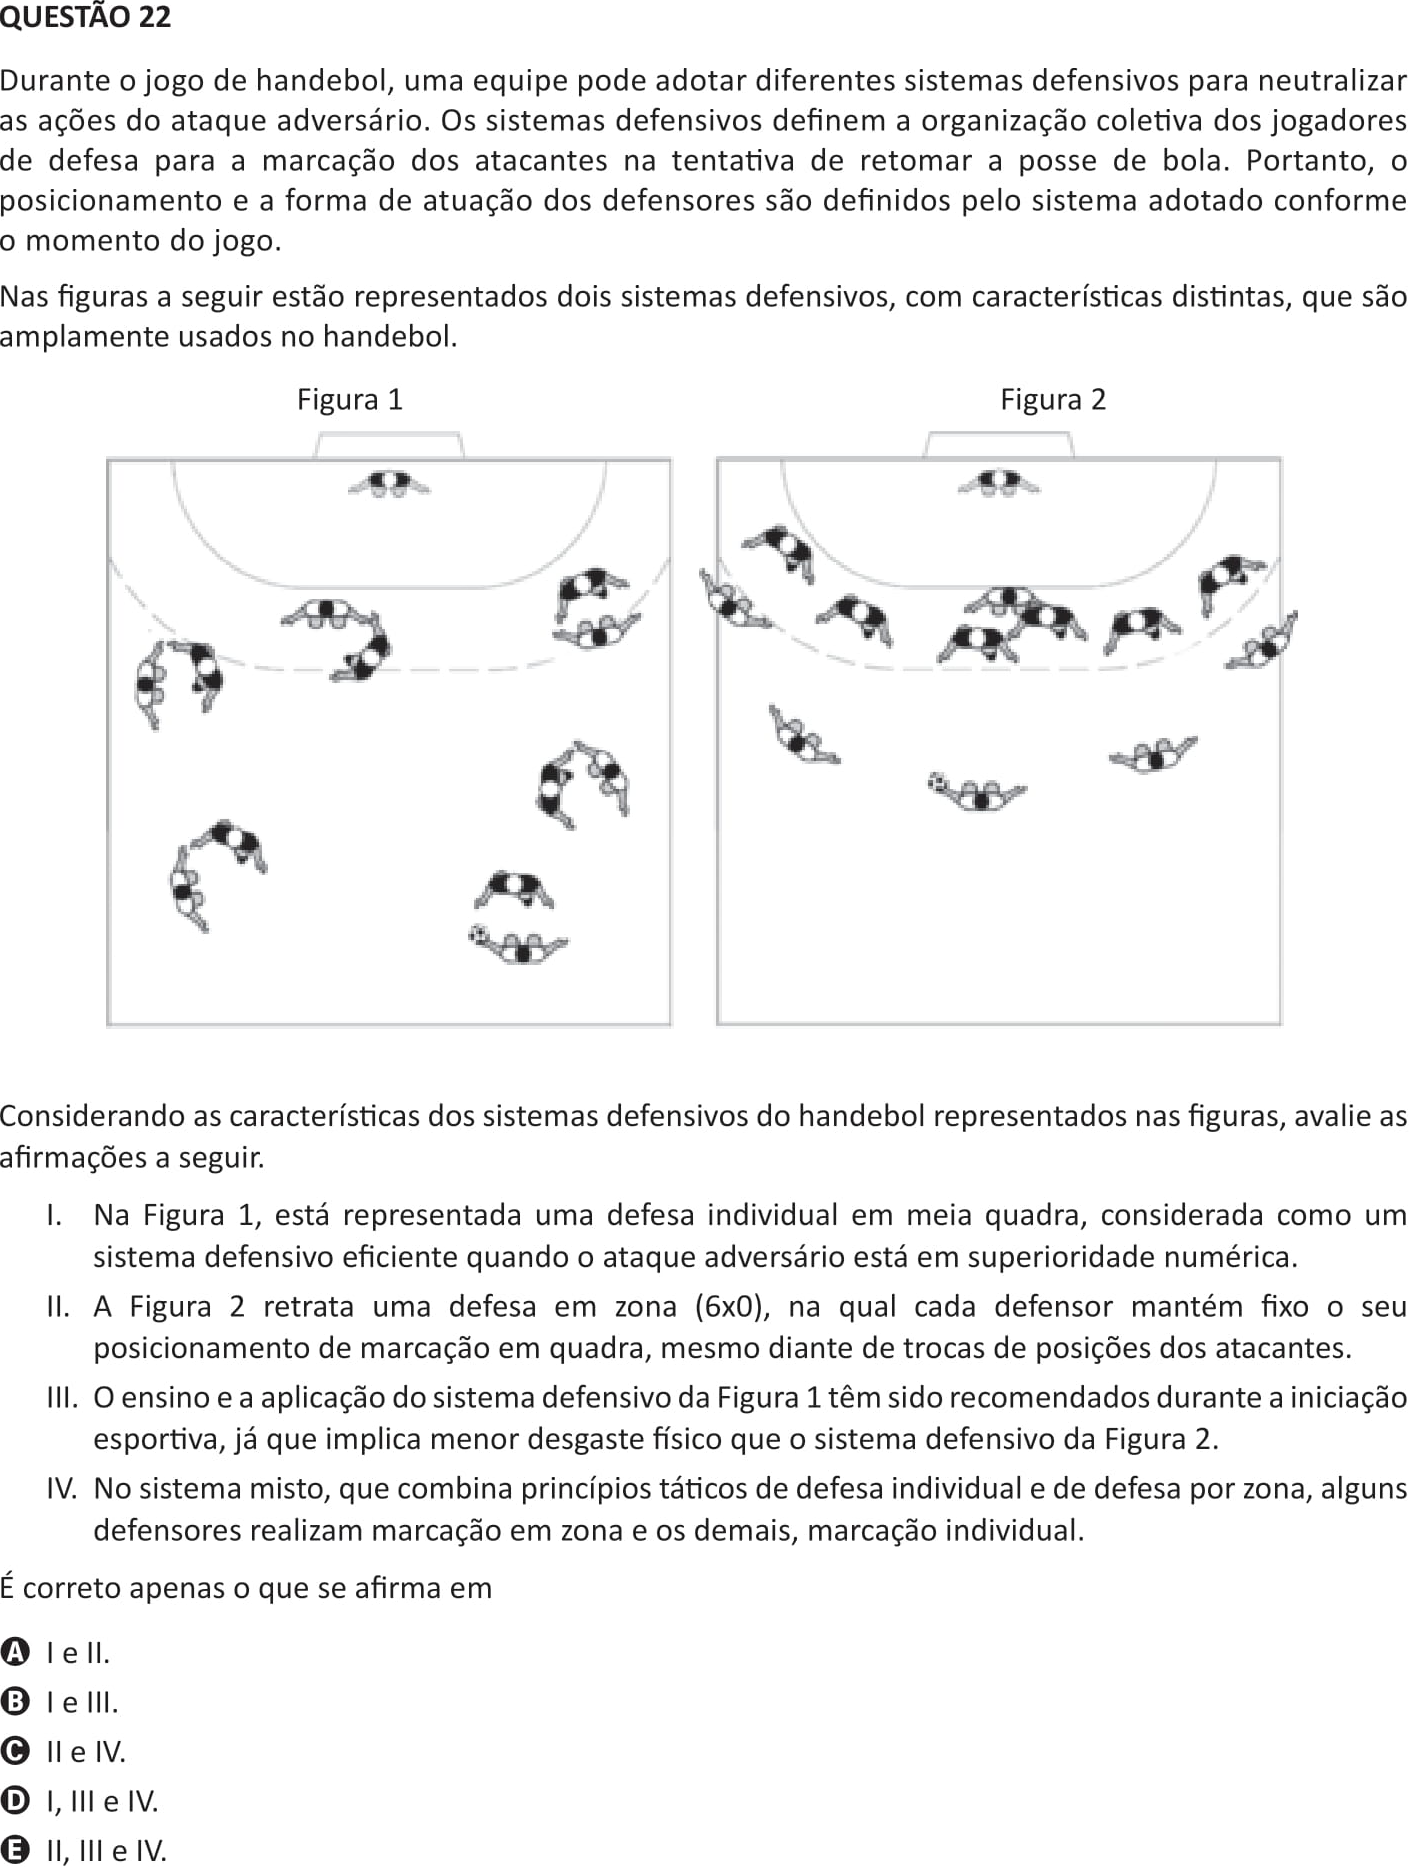 QUESTÃO 22
Durante o jogo de handebol, uma equipe pode adotar diferentes sistemas defensivos para neutralizar
as ações do ataque adversário. Os sistemas defensivos definem a organização coletiva dos jogadores
de defesa para a marcação dos atacantes na tentativa de retomar a posse de bola. Portanto, o
posicionamento e a forma de atuação dos defensores são definidos pelo sistema adotado conforme
o momento do jogo.
Nas figuras a seguir estão representados dois sistemas defensivos, com características distintas, que são
amplamente usados no handebol.
Figura 1
Figura 2
Considerando as características dos sistemas defensivos do handebol representados nas figuras, avalie as
afirmações a seguir.
I. Na Figura 1, está representada uma defesa individual em meia quadra, considerada como um
sistema defensivo eficiente quando o ataque adversário está em superioridade numérica.
II. A Figura 2 retrata uma defesa em zona (6x0), na qual cada defensor mantém fixo o seu
posicionamento de marcação em quadra, mesmo diante de trocas de posições dos atacantes.
III. O ensino e a aplicação do sistema defensivo da Figura 1 têm sido recomendados durante a iniciação
esportiva, já que implica menor desgaste físico que o sistema defensivo da Figura 2.
IV. No sistema misto, que combina princípios táticos de defesa individual e de defesa por zona, alguns
defensores realizam marcação em zona e os demais, marcação individual.
É correto apenas o que se afirma em
A I e II.
B I e III.
C II e IV.
D I, III e IV.
E II, III e IV.